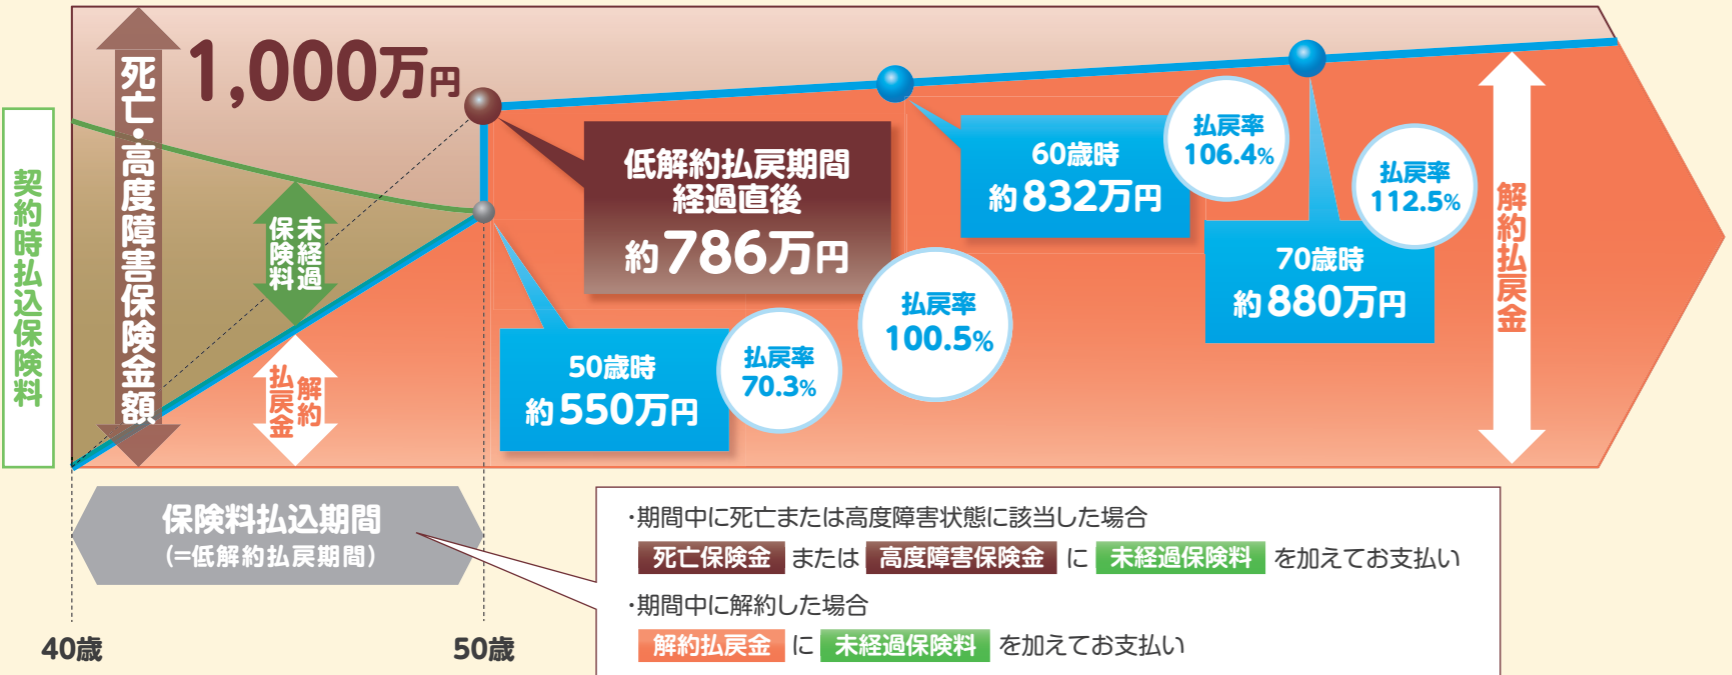 死亡・高度障害保険金額
1,000万円
契約時払込保険料
未経過
保険料
解約
払戻金
低解約払戻期間
経過直後
約786万円
払戻率
100.5%
50歳時
約550万円
払戻率
70.3%
60歳時
約832万円
払戻率
106.4%
70歳時
約880万円
払戻率
112.5%
解約払戻金
保険料払込期間
(=低解約払戻期間)
40歳
50歳
・期間中に死亡または高度障害状態に該当した場合
死亡保険金 または 高度障害保険金 に 未経過保険料 を加えてお支払い
・期間中に解約した場合
解約払戻金 に 未経過保険料 を加えてお支払い